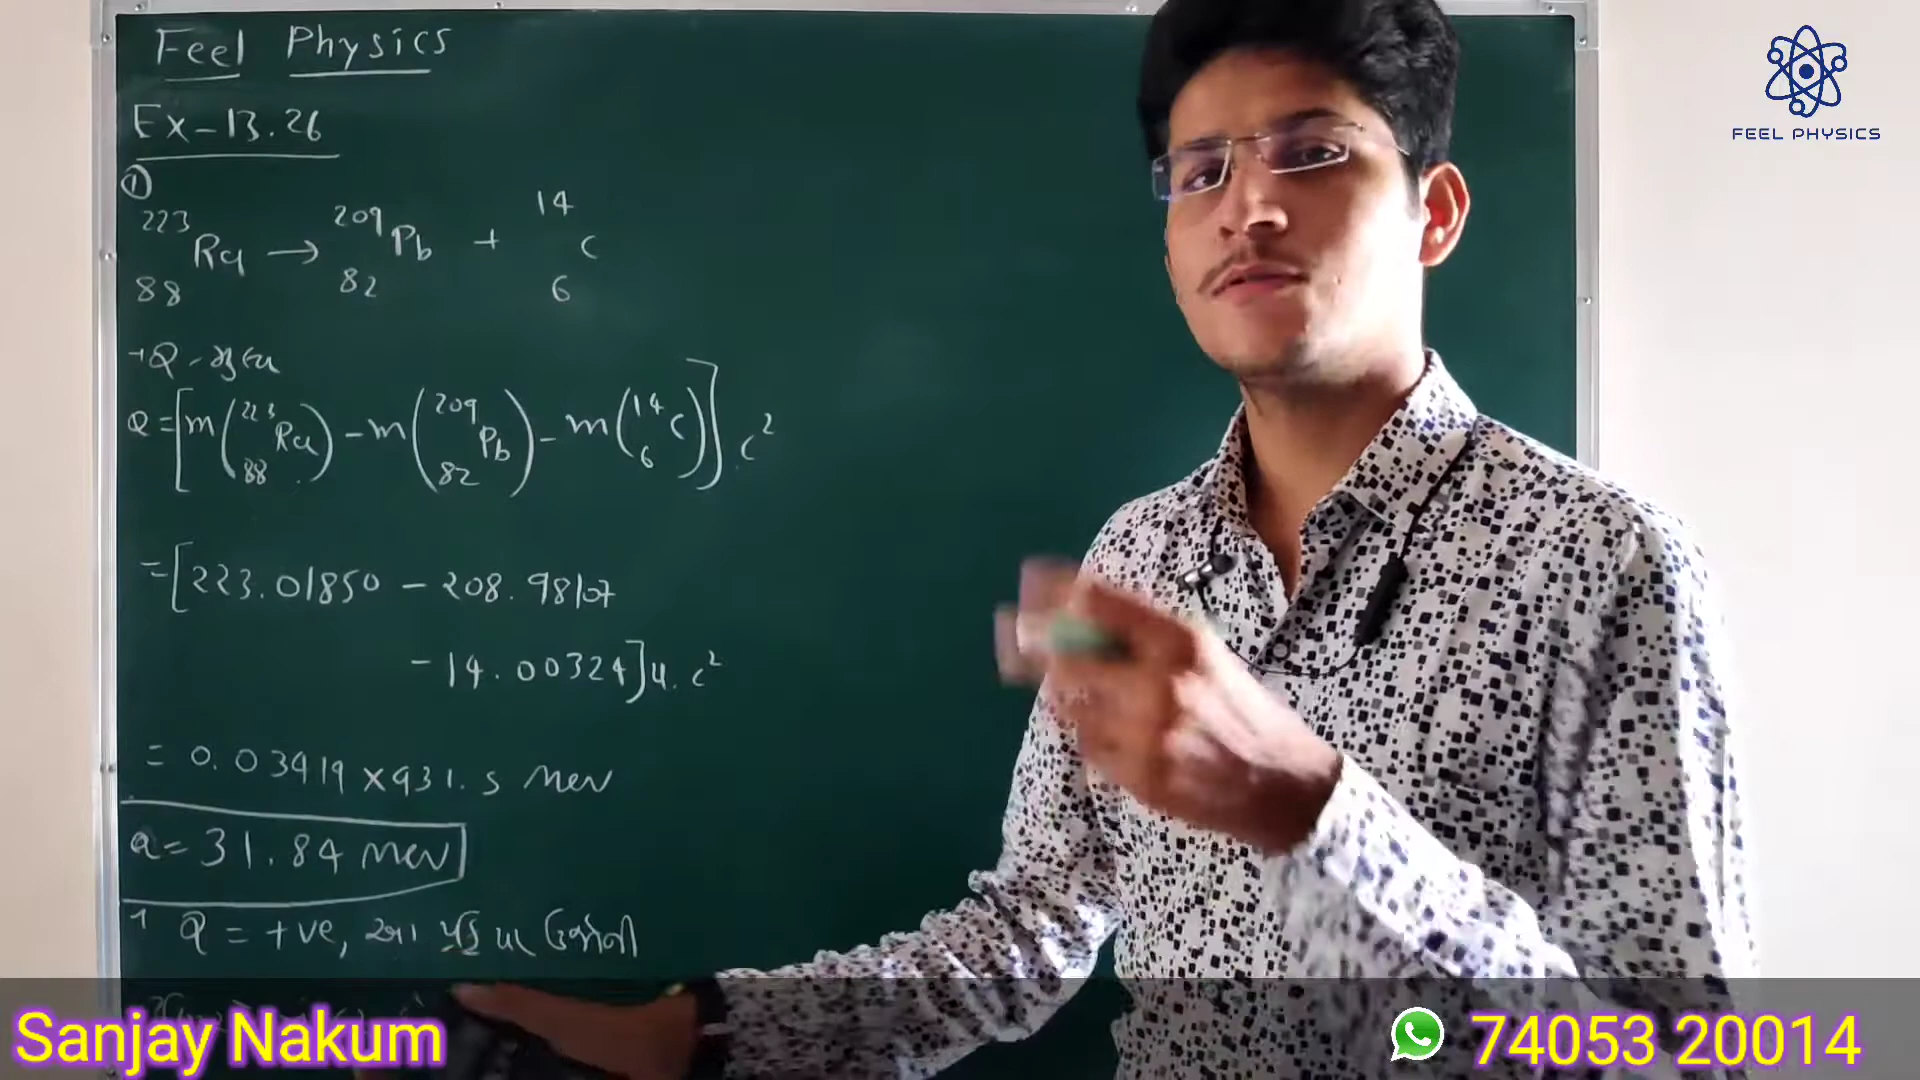 Feel Physics
Ex-13.26
①
223 88 Ra → 209 82 Pb + 14 6 C
→ Q - મૂલ્ય
Q = [m(223 88 Ra) - m(209 82 Pb) - m(14 6 C)] c²
= [223.01850 - 208.98107
- 14.00324] u. c²
= 0.03419 × 931.5 MeV
Q = 31.84 MeV
→ Q = +ve, આ
FEEL PHYSICS
Sanjay Nakum
74053 20014